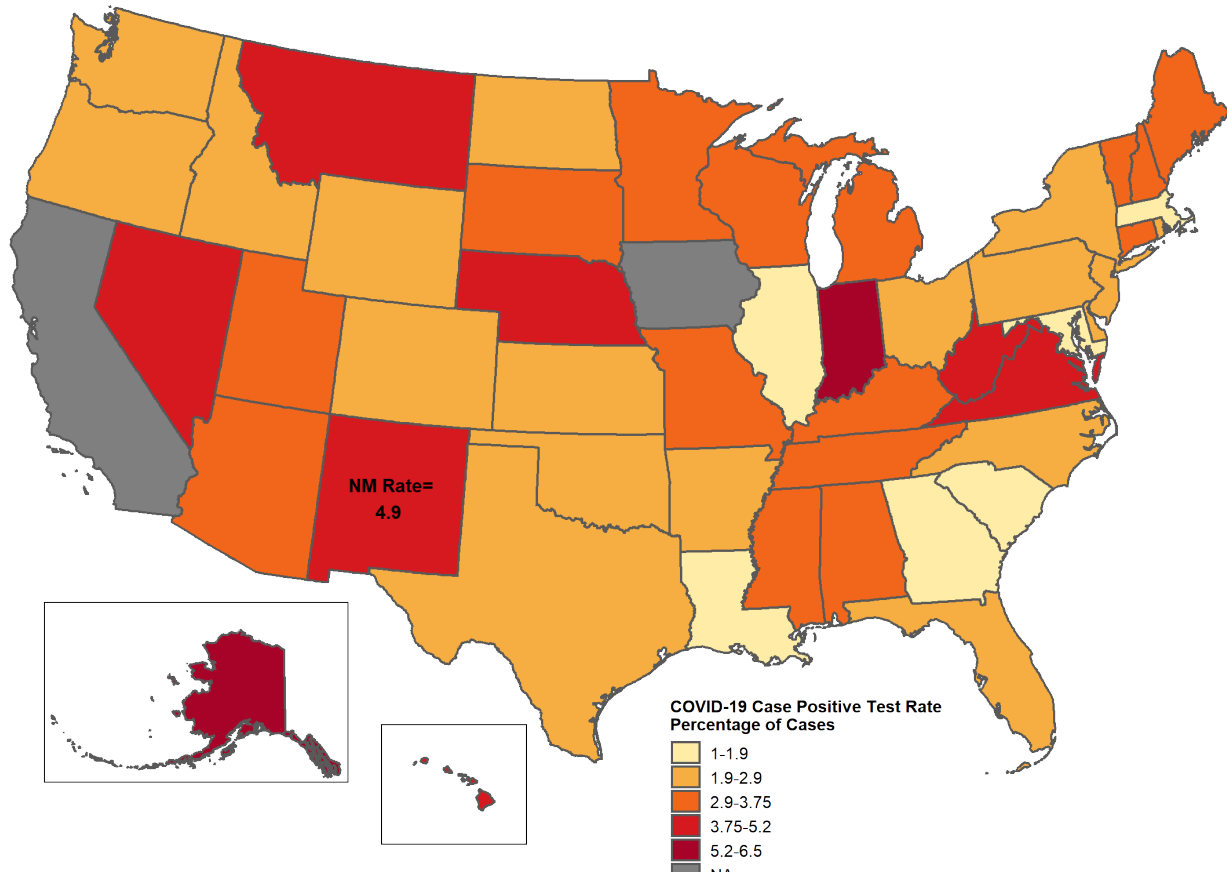 NM Rate=
4.9
COVID-19 Case Positive Test Rate
Percentage of Cases
1-1.9
1.9-2.9
2.9-3.75
3.75-5.2
5.2-6.5
NA